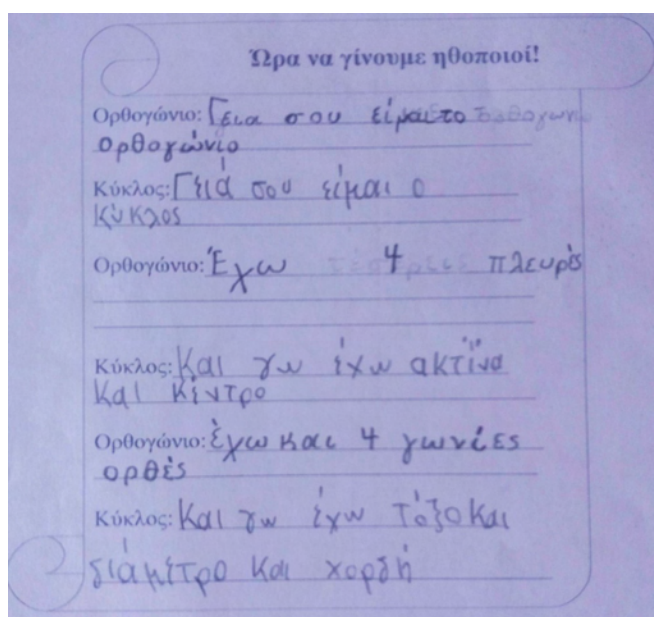 Ώρα να γίνουμε ηθοποιοί!
Ορθογώνιο: Γεια σου είμαι το
ορθογώνιο
Κύκλος: Γειά σου είμαι ο
κύκλος
Ορθογώνιο: Έχω 4 πλευρές
Κύκλος: Και γω έχω ακτϊνα
και κέντρο
Ορθογώνιο: έχω και 4 γωνίες
ορθές
Κύκλος: Και γω έχω τόξο και
διάμετρο και χορδή